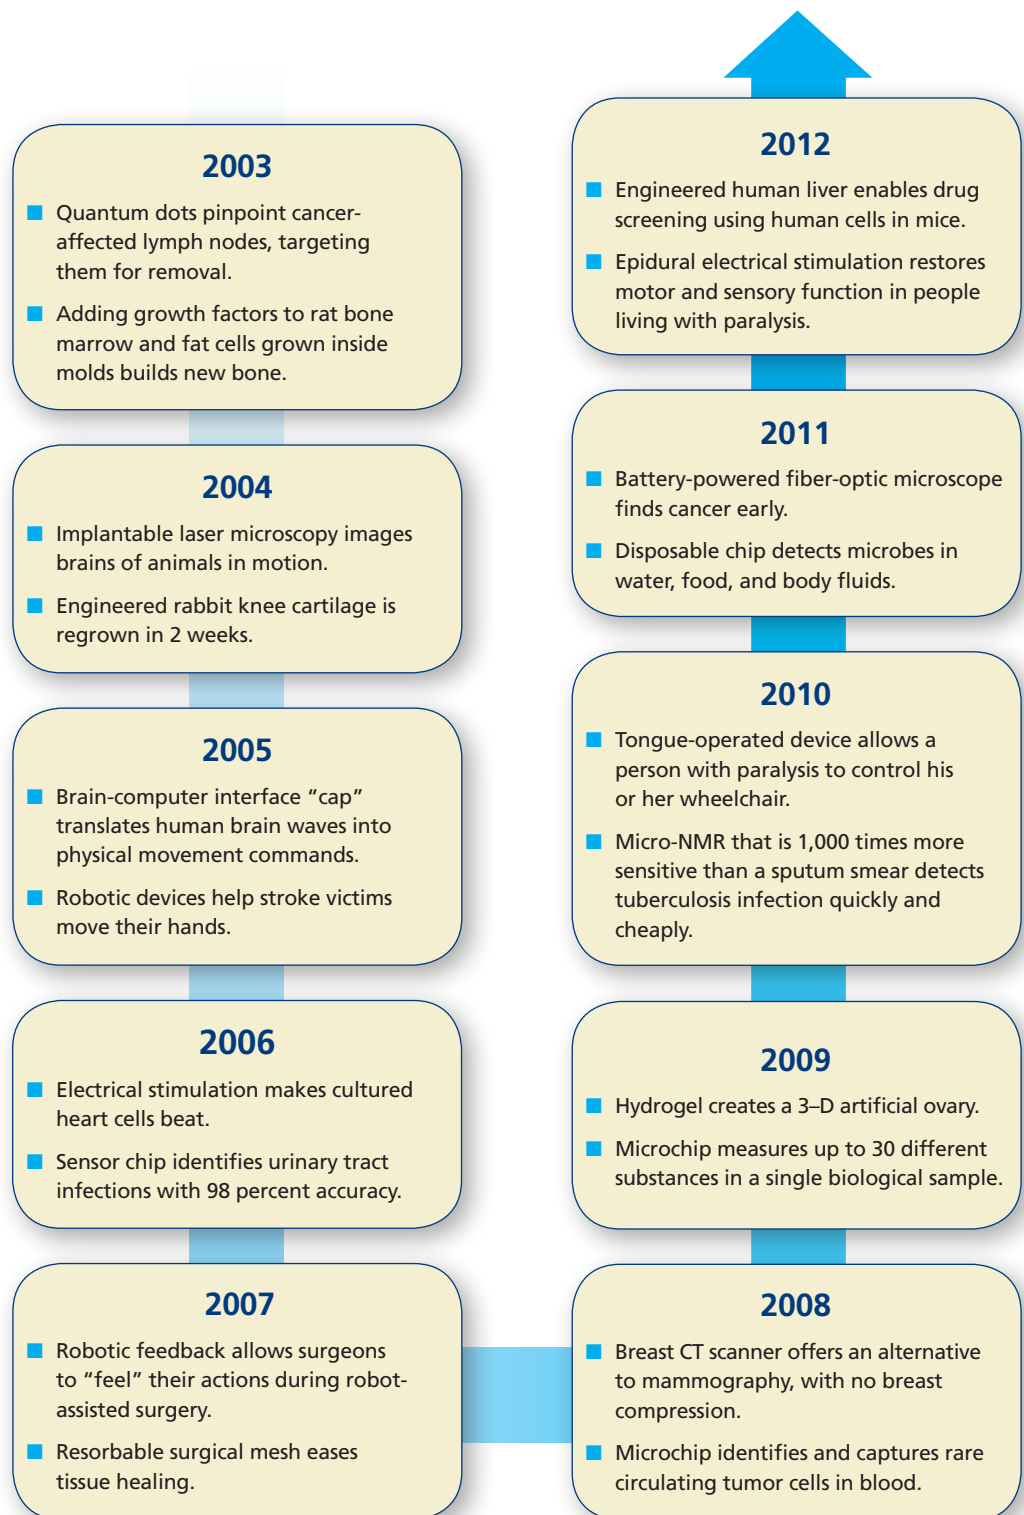 2003
Quantum dots pinpoint cancer-
affected lymph nodes, targeting
them for removal.
Adding growth factors to rat bone
marrow and fat cells grown inside
molds builds new bone.
2004
Implantable laser microscopy images
brains of animals in motion.
Engineered rabbit knee cartilage is
regrown in 2 weeks.
2005
Brain-computer interface “cap”
translates human brain waves into
physical movement commands.
Robotic devices help stroke victims
move their hands.
2006
Electrical stimulation makes cultured
heart cells beat.
Sensor chip identifies urinary tract
infections with 98 percent accuracy.
2007
Robotic feedback allows surgeons
to “feel” their actions during robot-
assisted surgery.
Resorbable surgical mesh eases
tissue healing.
2008
Breast CT scanner offers an alternative
to mammography, with no breast
compression.
Microchip identifies and captures rare
circulating tumor cells in blood.
2009
Hydrogel creates a 3–D artificial ovary.
Microchip measures up to 30 different
substances in a single biological sample.
2010
Tongue-operated device allows a
person with paralysis to control his
or her wheelchair.
Micro-NMR that is 1,000 times more
sensitive than a sputum smear detects
tuberculosis infection quickly and
cheaply.
2011
Battery-powered fiber-optic microscope
finds cancer early.
Disposable chip detects microbes in
water, food, and body fluids.
2012
Engineered human liver enables drug
screening using human cells in mice.
Epidural electrical stimulation restores
motor and sensory function in people
living with paralysis.